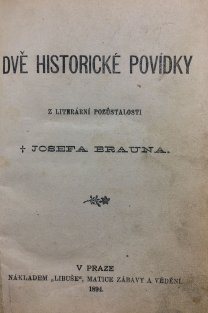 DVĚ HISTORICKÉ POVÍDKY
Z LITERÁRNÍ POZŮSTALOSTI
† JOSEFA BRAUNA.
V PRAZE
NÁKLADEM „LIBUŠE“, MATICE ZÁBAVY A VĚDĚNÍ.
1894.